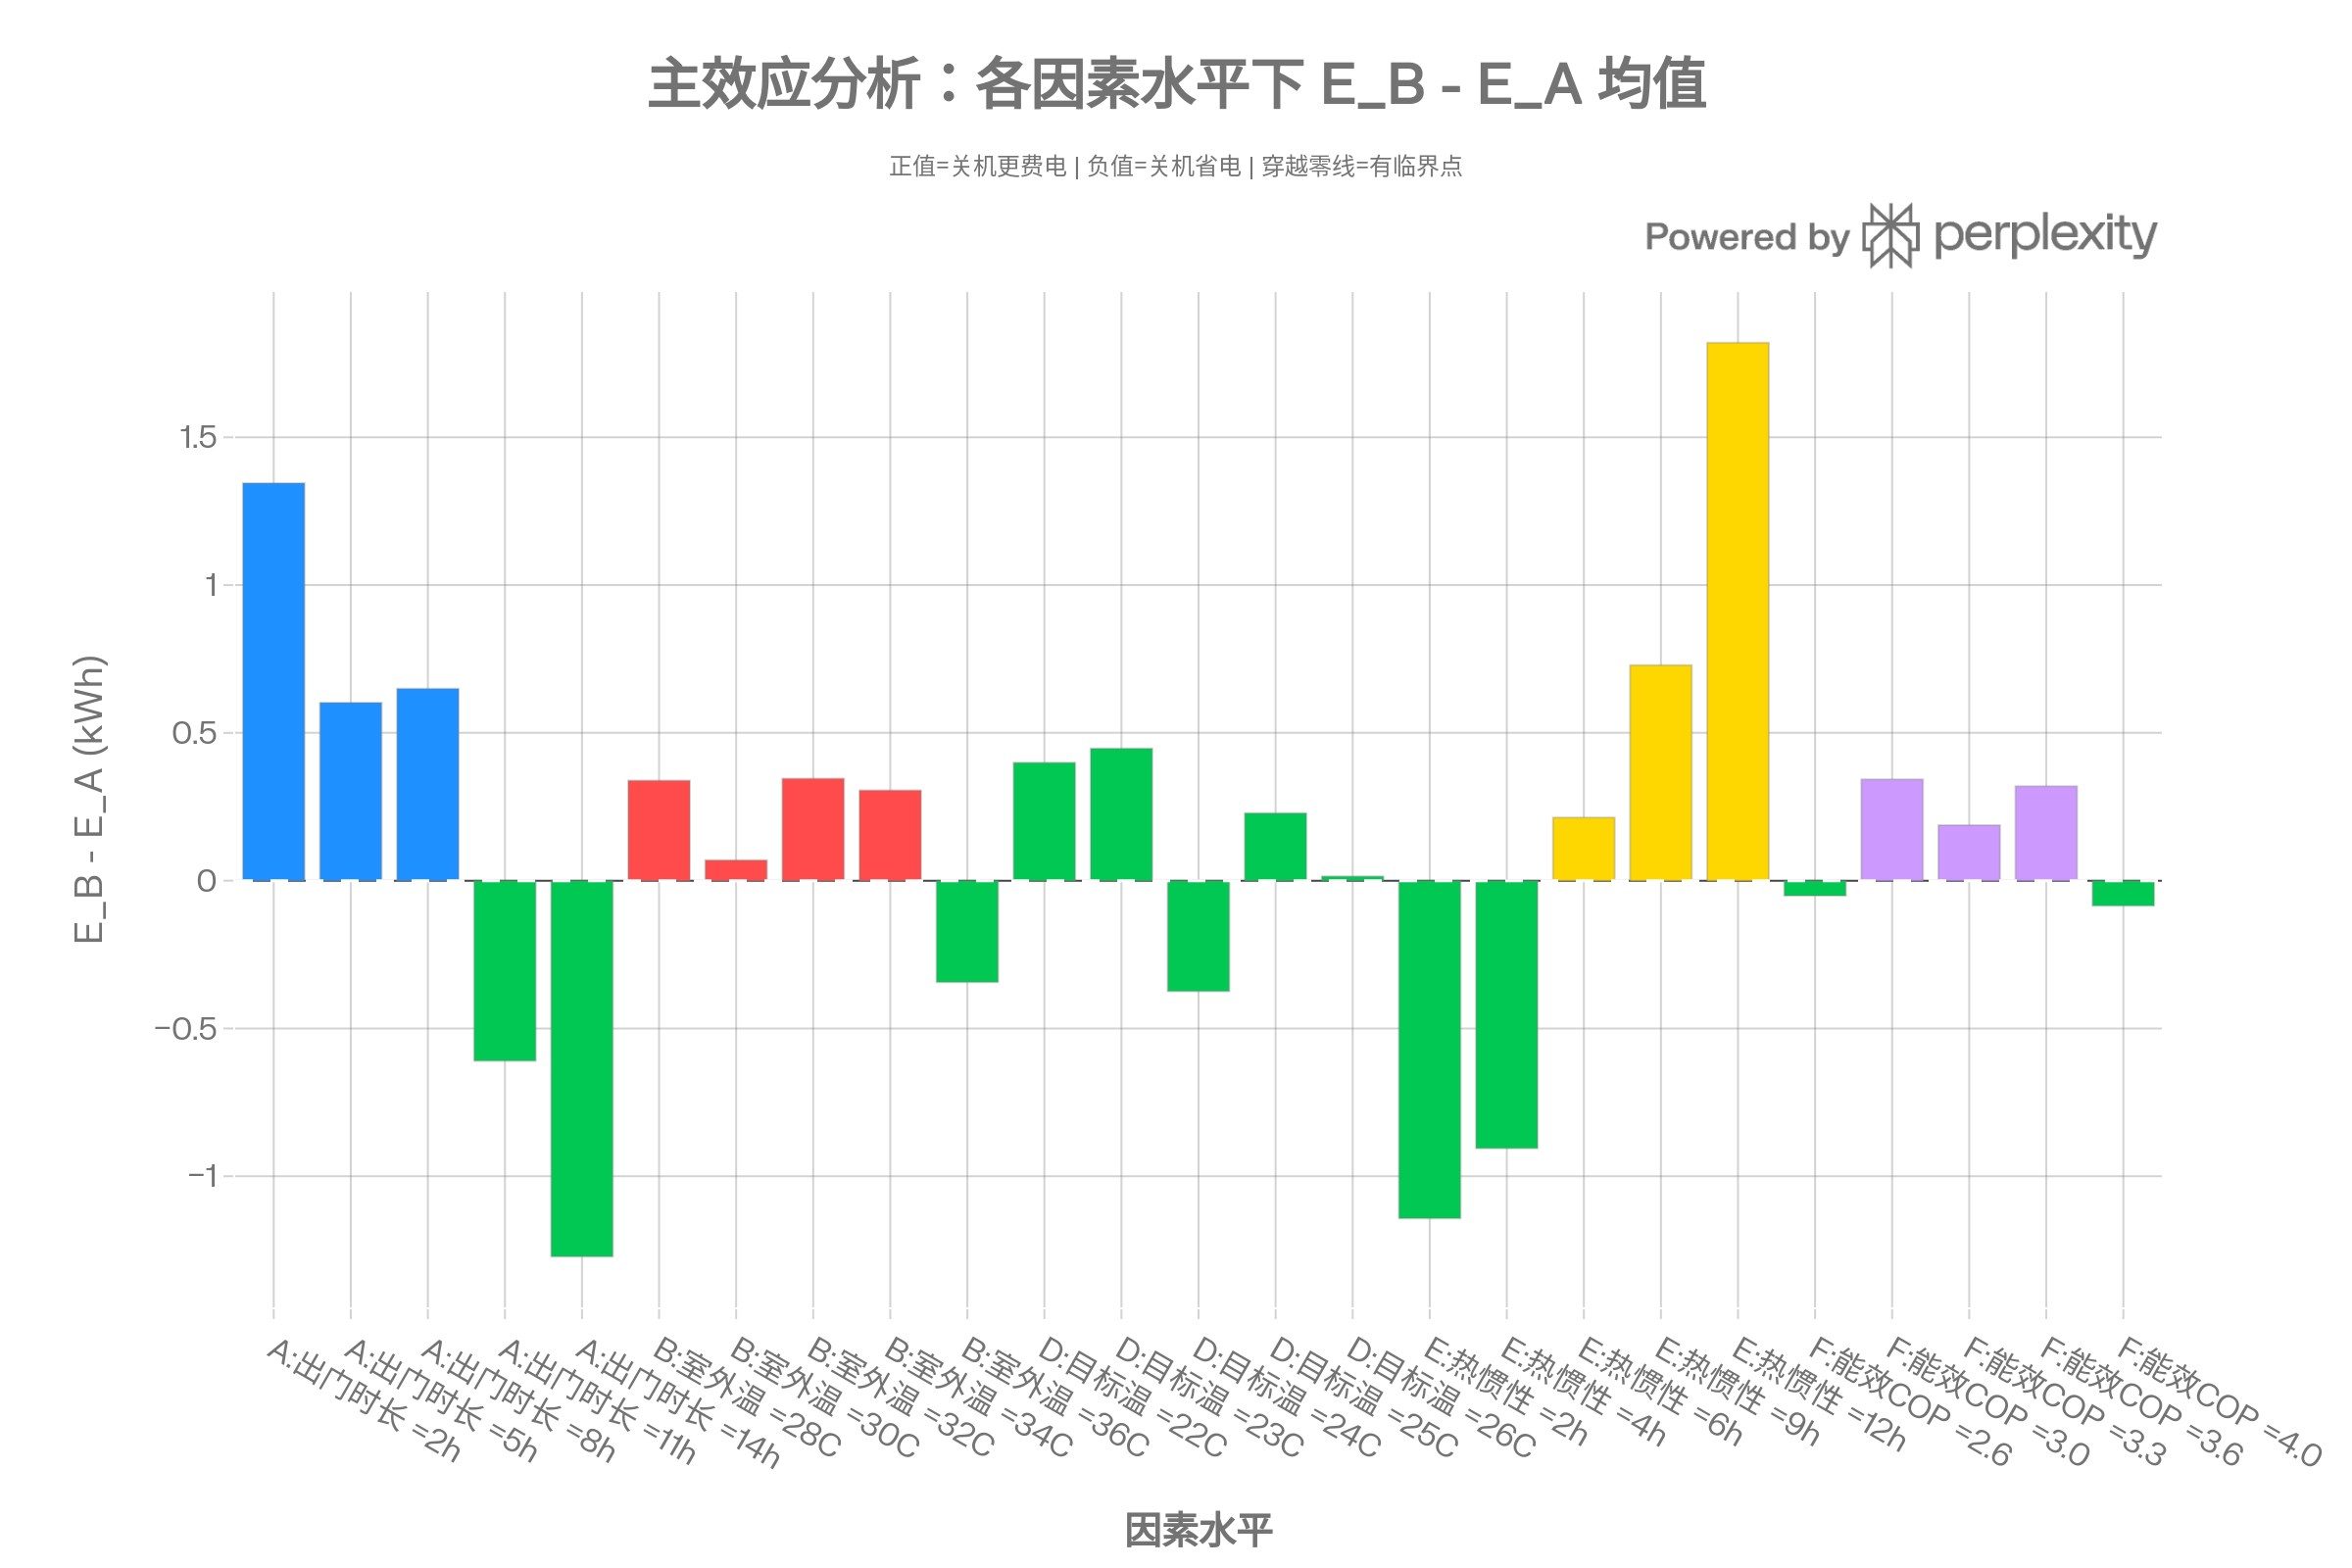 主效应分析：各因素水平下 E_B - E_A 均值
正值=关机更费电 | 负值=关机省电 | 穿越零线=有临界点
Powered by perplexity
E_B - E_A (kWh)
1.5
1
0.5
0
−0.5
−1
A:出门时长 =2h
A:出门时长 =5h
A:出门时长 =8h
A:出门时长 =11h
A:出门时长 =14h
B:室外温 =28C
B:室外温 =30C
B:室外温 =32C
B:室外温 =34C
B:室外温 =36C
D:目标温 =22C
D:目标温 =23C
D:目标温 =24C
D:目标温 =25C
D:目标温 =26C
E:热惯性 =2h
E:热惯性 =4h
E:热惯性 =6h
E:热惯性 =9h
E:热惯性 =12h
F:能效COP =2.6
F:能效COP =3.0
F:能效COP =3.3
F:能效COP =3.6
F:能效COP =4.0
因素水平